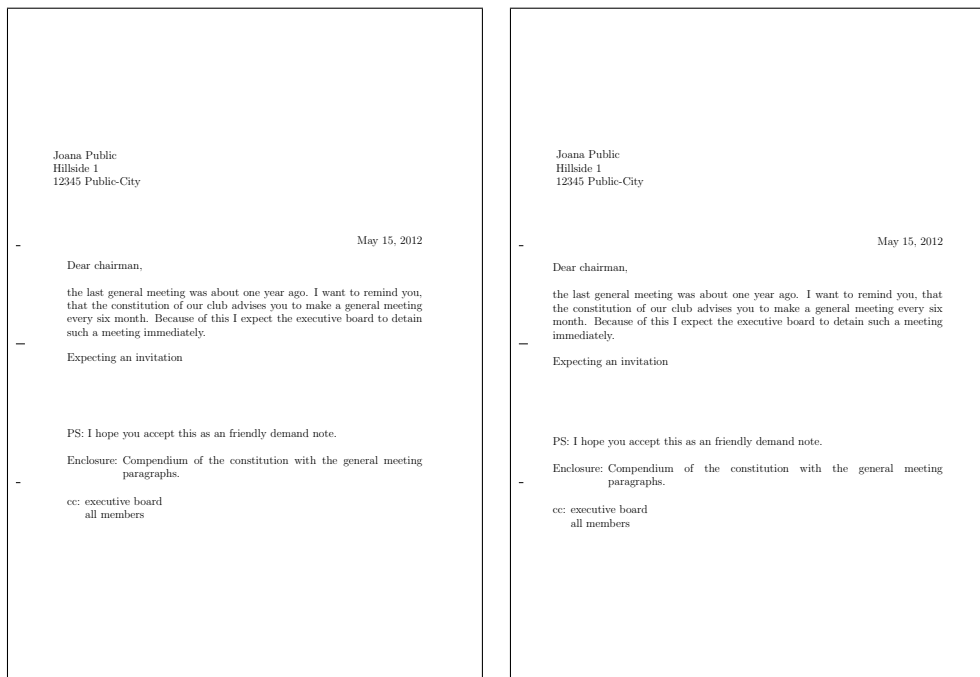 Joana Public
Hillside 1
12345 Public-City
May 15, 2012
Dear chairman,
the last general meeting was about one year ago. I want to remind you,
that the constitution of our club advises you to make a general meeting
every six month. Because of this I expect the executive board to detain
such a meeting immediately.
Expecting an invitation
PS: I hope you accept this as an friendly demand note.
Enclosure: Compendium of the constitution with the general meeting
paragraphs.
cc: executive board
all members
Joana Public
Hillside 1
12345 Public-City
May 15, 2012
Dear chairman,
the last general meeting was about one year ago. I want to remind you, that
the constitution of our club advises you to make a general meeting every six
month. Because of this I expect the executive board to detain such a meeting
immediately.
Expecting an invitation
PS: I hope you accept this as an friendly demand note.
Enclosure: Compendium of the constitution with the general meeting
paragraphs.
cc: executive board
all members